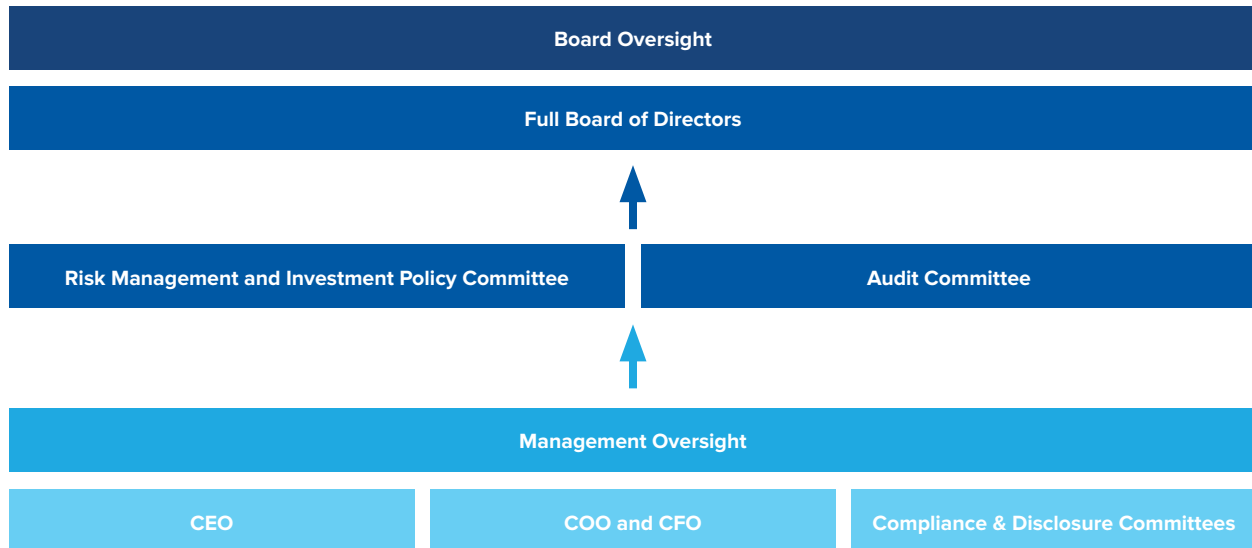 Board Oversight
Full Board of Directors
Risk Management and Investment Policy Committee
Audit Committee
Management Oversight
CEO
COO and CFO
Compliance & Disclosure Committees